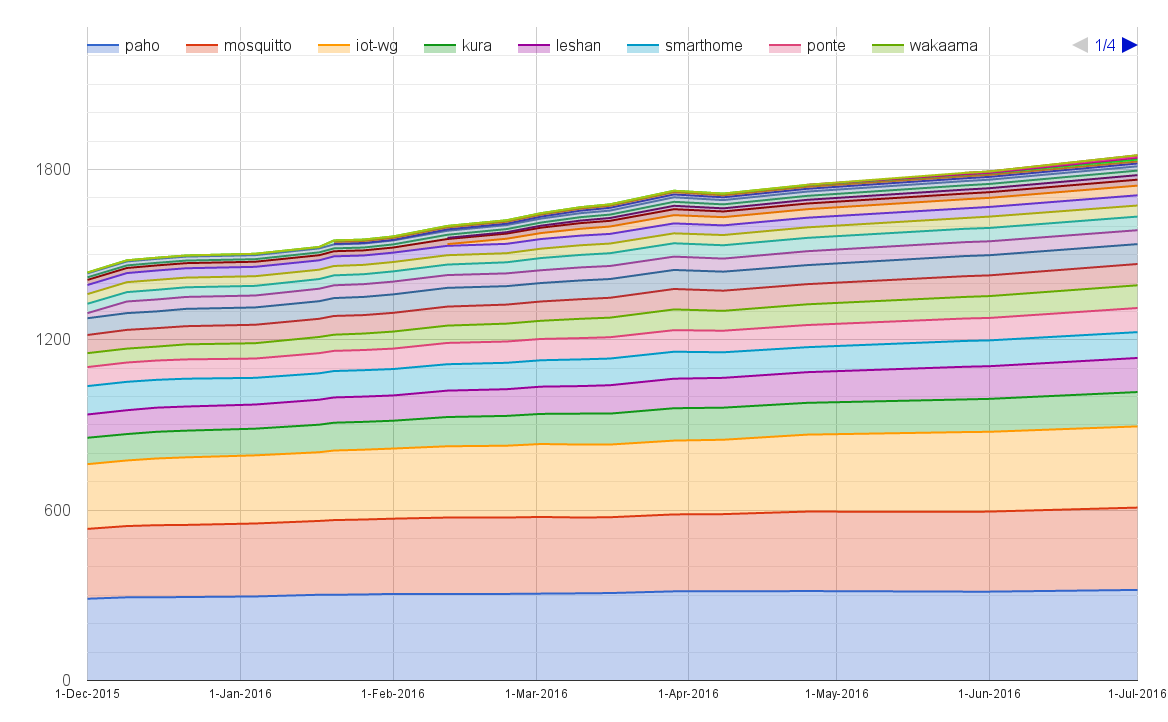 paho mosquitto iot-wg kura leshan smarthome ponte wakaama 1/4
1800
1200
600
0
1-Dec-2015 1-Jan-2016 1-Feb-2016 1-Mar-2016 1-Apr-2016 1-May-2016 1-Jun-2016 1-Jul-2016